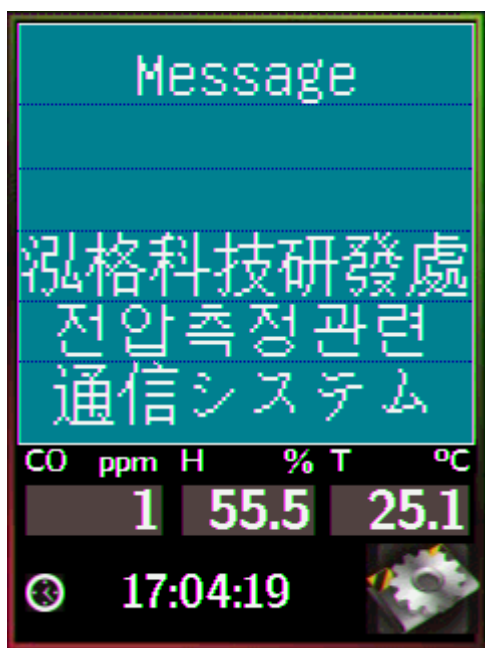 Message
泓格科技研發處
전압측정관련
通信システム
CO ppm H % T ºC
1 55.5 25.1
17:04:19